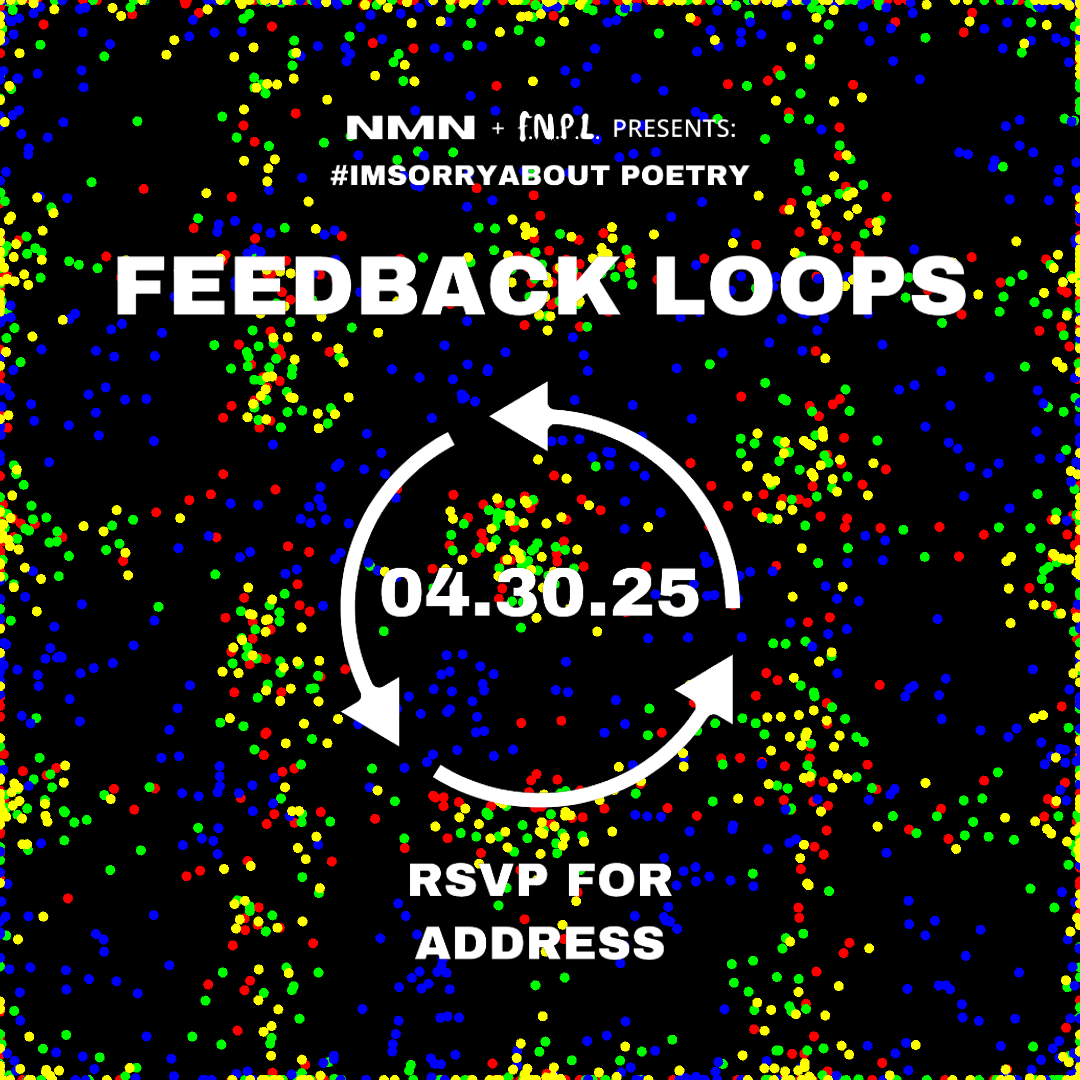 NMN + F.N.P.L. PRESENTS:
#IMSORRYABOUT POETRY
FEEDBACK LOOPS
04.30.25
RSVP FOR
ADDRESS